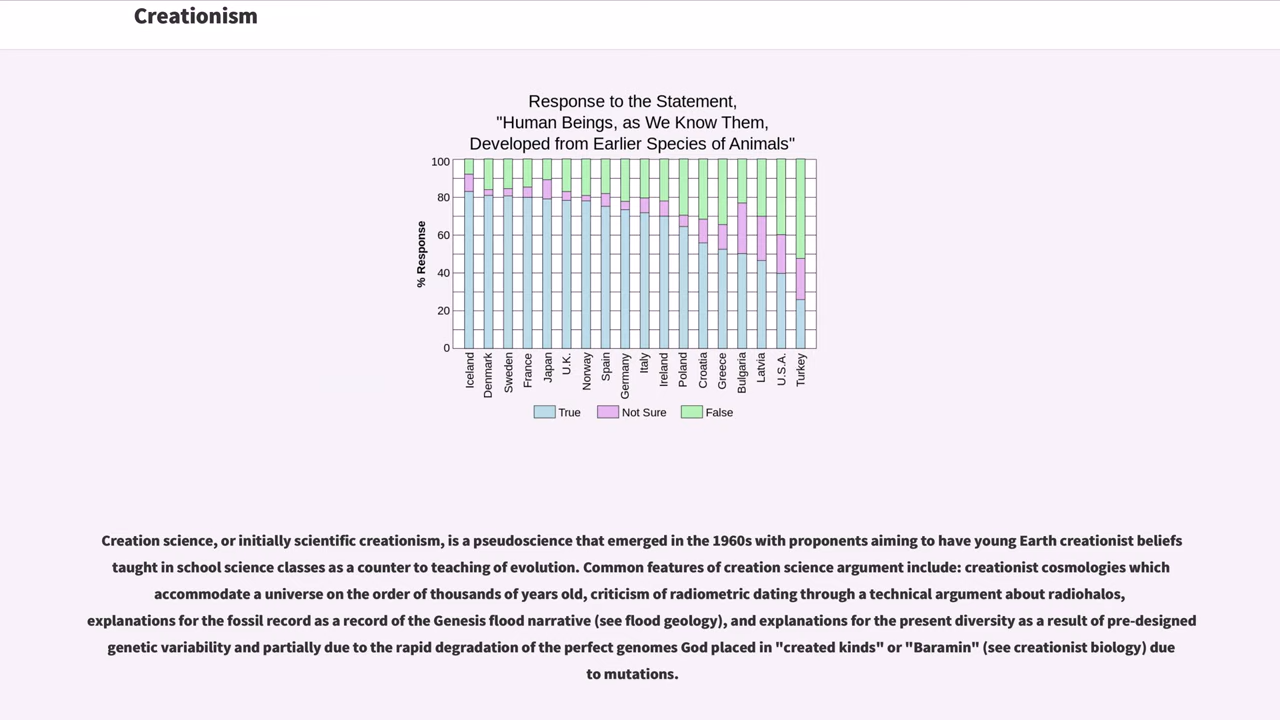 Creationism
Response to the Statement,
"Human Beings, as We Know Them,
Developed from Earlier Species of Animals"
100
80
60
40
20
0
% Response
Iceland
Denmark
Sweden
France
Japan
U.K.
Norway
Spain
Germany
Italy
Ireland
Poland
Croatia
Greece
Bulgaria
Latvia
U.S.A.
Turkey
True Not Sure False
Creation science, or initially scientific creationism, is a pseudoscience that emerged in the 1960s with proponents aiming to have young Earth creationist beliefs
taught in school science classes as a counter to teaching of evolution. Common features of creation science argument include: creationist cosmologies which
accommodate a universe on the order of thousands of years old, criticism of radiometric dating through a technical argument about radiohalos,
explanations for the fossil record as a record of the Genesis flood narrative (see flood geology), and explanations for the present diversity as a result of pre-designed
genetic variability and partially due to the rapid degradation of the perfect genomes God placed in "created kinds" or "Baramin" (see creationist biology) due
to mutations.